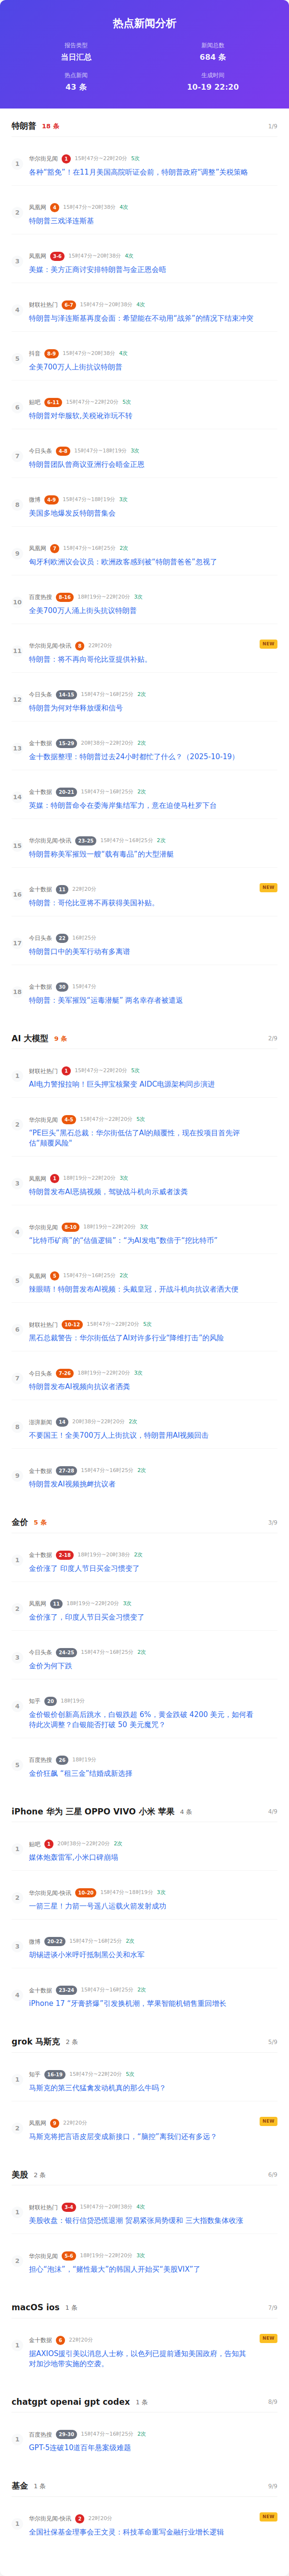 热点新闻分析
报告类型
当日汇总
新闻总数
684 条
热点新闻
43 条
生成时间
10-19 22:20
特朗普 18 条 1/9
1
华尔街见闻 1 15时47分~22时20分 5次
各种“豁免”！在11月美国高院听证会前，特朗普政府“调整”关税策略
2
凤凰网 4 15时47分~20时38分 4次
特朗普三戏泽连斯基
3
凤凰网 3-6 15时47分~20时38分 4次
美媒：美方正商讨安排特朗普与金正恩会晤
4
财联社热门 6-7 15时47分~20时38分 4次
特朗普与泽连斯基再度会面：希望能在不动用“战斧”的情况下结束冲突
5
抖音 8-9 15时47分~20时38分 4次
全美700万人上街抗议特朗普
6
贴吧 6-11 15时47分~22时20分 5次
特朗普对华服软,关税讹诈玩不转
7
今日头条 4-8 15时47分~18时19分 3次
特朗普团队曾商议亚洲行会晤金正恩
8
微博 4-9 15时47分~18时19分 3次
美国多地爆发反特朗普集会
9
凤凰网 7 15时47分~16时25分 2次
匈牙利欧洲议会议员：欧洲政客感到被“特朗普爸爸”忽视了
10
百度热搜 8-16 18时19分~22时20分 3次
全美700万人涌上街头抗议特朗普
11
华尔街见闻-快讯 8 22时20分 NEW
特朗普：将不再向哥伦比亚提供补贴。
12
今日头条 14-15 15时47分~16时25分 2次
特朗普为何对华释放缓和信号
13
金十数据 15-29 20时38分~22时20分 2次
金十数据整理：特朗普过去24小时都忙了什么？（2025-10-19）
14
金十数据 20-21 15时47分~16时25分 2次
英媒：特朗普命令在委海岸集结军力，意在迫使马杜罗下台
15
华尔街见闻-快讯 23-25 15时47分~16时25分 2次
特朗普称美军摧毁一艘“载有毒品”的大型潜艇
16
金十数据 11 22时20分 NEW
特朗普：哥伦比亚将不再获得美国补贴。
17
今日头条 22 16时25分
特朗普口中的美军行动有多离谱
18
金十数据 30 15时47分
特朗普：美军摧毁“运毒潜艇” 两名幸存者被遣返
AI 大模型 9 条 2/9
1
财联社热门 1 15时47分~22时20分 5次
AI电力警报拉响！巨头押宝核聚变 AIDC电源架构同步演进
2
华尔街见闻 4-5 15时47分~22时20分 5次
“PE巨头”黑石总裁：华尔街低估了AI的颠覆性，现在投项目首先评
估“颠覆风险”
3
凤凰网 1 18时19分~22时20分 3次
特朗普发布AI恶搞视频，驾驶战斗机向示威者泼粪
4
华尔街见闻 8-10 18时19分~22时20分 3次
“比特币矿商”的“估值逻辑”：“为AI发电”数倍于“挖比特币”
5
凤凰网 5 15时47分~16时25分 2次
辣眼睛！特朗普发布AI视频：头戴皇冠，开战斗机向抗议者洒大便
6
财联社热门 10-12 15时47分~22时20分 5次
黑石总裁警告：华尔街低估了AI对许多行业“降维打击”的风险
7
今日头条 7-26 18时19分~22时20分 3次
特朗普发布AI视频向抗议者洒粪
8
澎湃新闻 14 20时38分~22时20分 2次
不要国王！全美700万人上街抗议，特朗普用AI视频回击
9
金十数据 27-28 15时47分~16时25分 2次
特朗普发AI视频挑衅抗议者
金价 5 条 3/9
1
金十数据 2-18 18时19分~20时38分 2次
金价涨了 印度人节日买金习惯变了
2
凤凰网 11 18时19分~22时20分 3次
金价涨了，印度人节日买金习惯变了
3
今日头条 24-25 15时47分~16时25分 2次
金价为何下跌
4
知乎 20 18时19分
金价银价创新高后跳水，白银跌超 6%，黄金跌破 4200 美元，如何看
待此次调整？白银能否打破 50 美元魔咒？
5
百度热搜 26 18时19分
金价狂飙 “租三金”结婚成新选择
iPhone 华为 三星 OPPO VIVO 小米 苹果 4 条 4/9
1
贴吧 1 20时38分~22时20分 2次
媒体炮轰雷军,小米口碑崩塌
2
华尔街见闻-快讯 10-20 15时47分~18时19分 3次
一箭三星！力箭一号遥八运载火箭发射成功
3
微博 20-22 15时47分~16时25分 2次
胡锡进谈小米呼吁抵制黑公关和水军
4
金十数据 23-24 15时47分~16时25分 2次
iPhone 17 “牙膏挤爆”引发换机潮，苹果智能机销售重回增长
grok 马斯克 2 条 5/9
1
知乎 16-19 15时47分~22时20分 5次
马斯克的第三代猛禽发动机真的那么牛吗？
2
凤凰网 9 22时20分 NEW
马斯克将把言语皮层变成新接口，“脑控”离我们还有多远？
美股 2 条 6/9
1
财联社热门 3-4 15时47分~20时38分 4次
美股收盘：银行信贷恐慌退潮 贸易紧张局势缓和 三大指数集体收涨
2
华尔街见闻 5-6 18时19分~22时20分 3次
担心“泡沫”，“赌性最大”的韩国人开始买“美股VIX”了
macOS ios 1 条 7/9
1
金十数据 6 22时20分 NEW
据AXIOS援引美以消息人士称，以色列已提前通知美国政府，告知其
对加沙地带实施的空袭。
chatgpt openai gpt codex 1 条 8/9
1
百度热搜 29-30 15时47分~16时25分 2次
GPT-5连破10道百年悬案级难题
基金 1 条 9/9
1
华尔街见闻-快讯 2 22时20分 NEW
全国社保基金理事会王文灵：科技革命重写金融行业增长逻辑